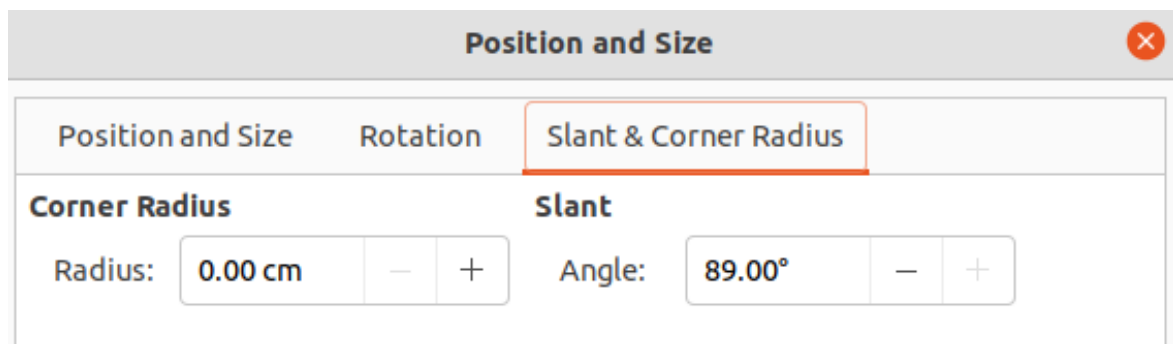 Position and Size
Position and Size Rotation Slant & Corner Radius
Corner Radius Slant
Radius: 0.00 cm Angle: 89.00°